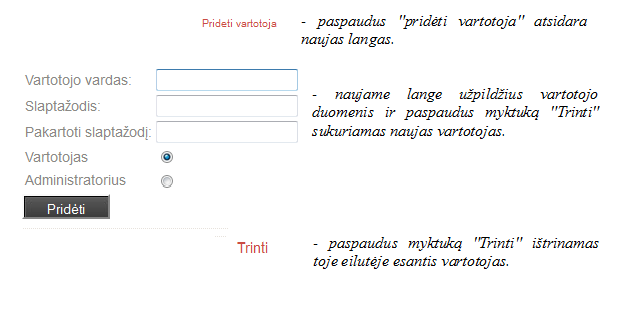 Pridėti vartotoja
- paspaudus "pridėti vartotoja" atsidara
naujas langas.
Vartotojo vardas:
- naujame lange užpildžius vartotojo
duomenis ir paspaudus myktuką "Trinti"
sukuriamas naujas vartotojas.
Slaptažodis:
Pakartoti slaptažodį:
Vartotojas
Administratorius
Pridėti
Trinti
- paspaudus myktuką "Trinti" ištrinamas
toje eilutėje esantis vartotojas.